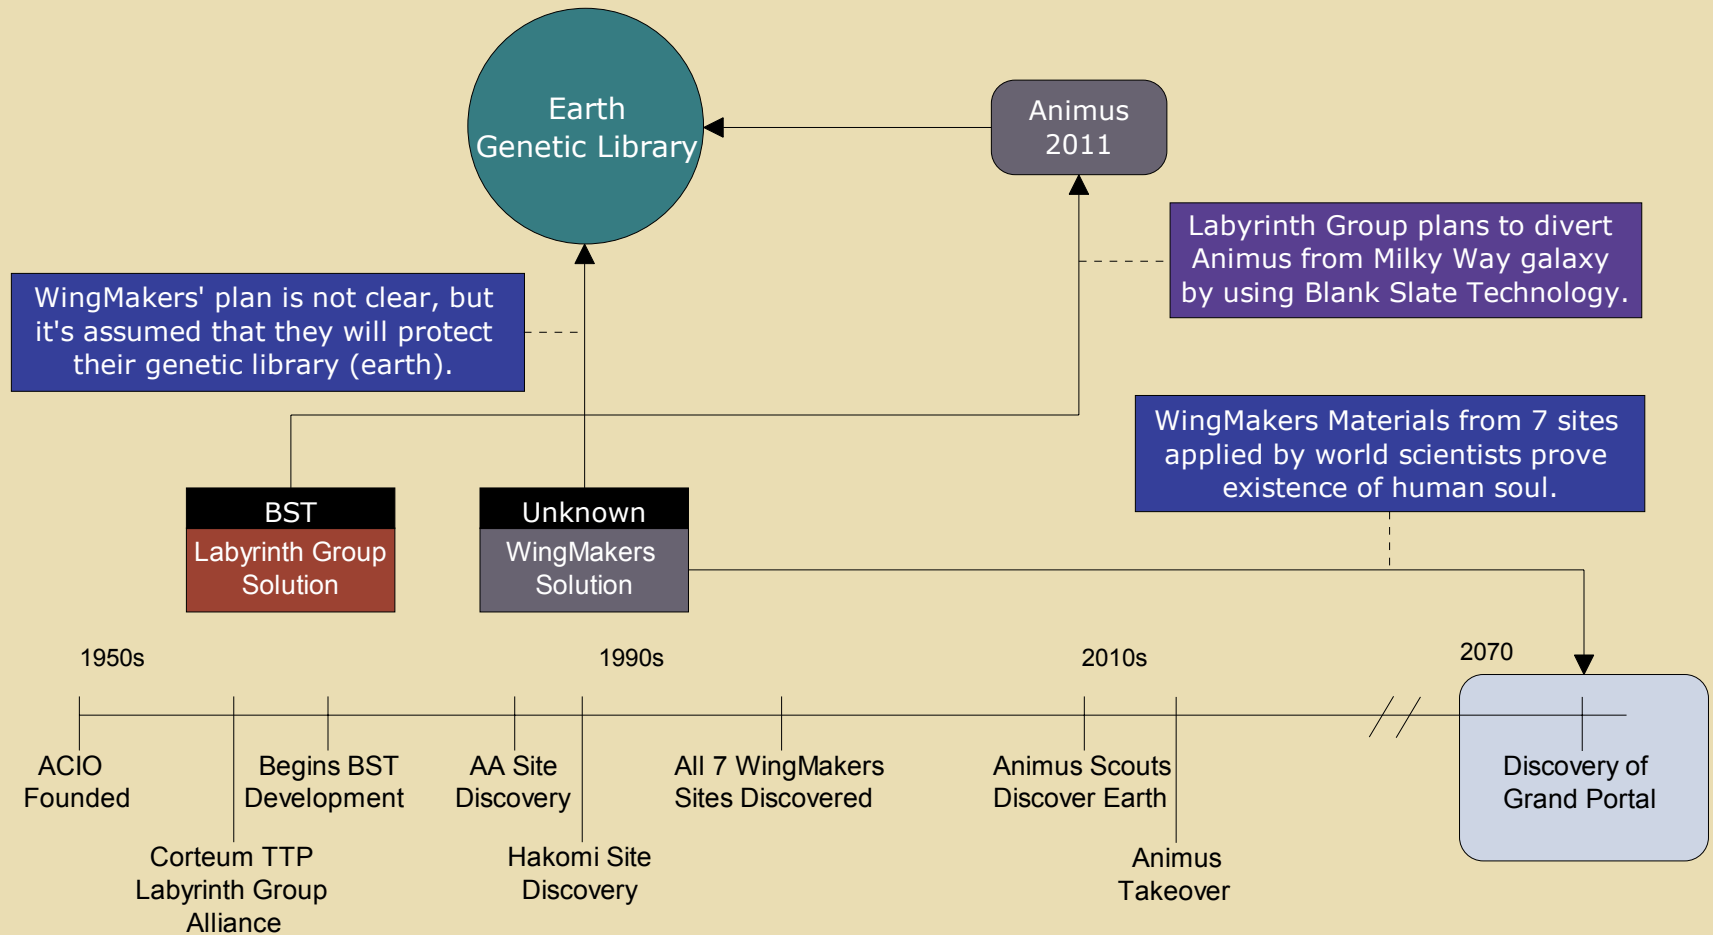 Earth
Genetic Library
Animus
2011
Labyrinth Group plans to divert
Animus from Milky Way galaxy
by using Blank Slate Technology.
WingMakers' plan is not clear, but
it's assumed that they will protect
their genetic library (earth).
WingMakers Materials from 7 sites
applied by world scientists prove
existence of human soul.
BST
Labyrinth Group
Solution
Unknown
WingMakers
Solution
1950s
1990s
2010s
2070
ACIO
Founded
Corteum TTP
Labyrinth Group
Alliance
Begins BST
Development
AA Site
Discovery
Hakomi Site
Discovery
All 7 WingMakers
Sites Discovered
Animus Scouts
Discover Earth
Animus
Takeover
Discovery of
Grand Portal